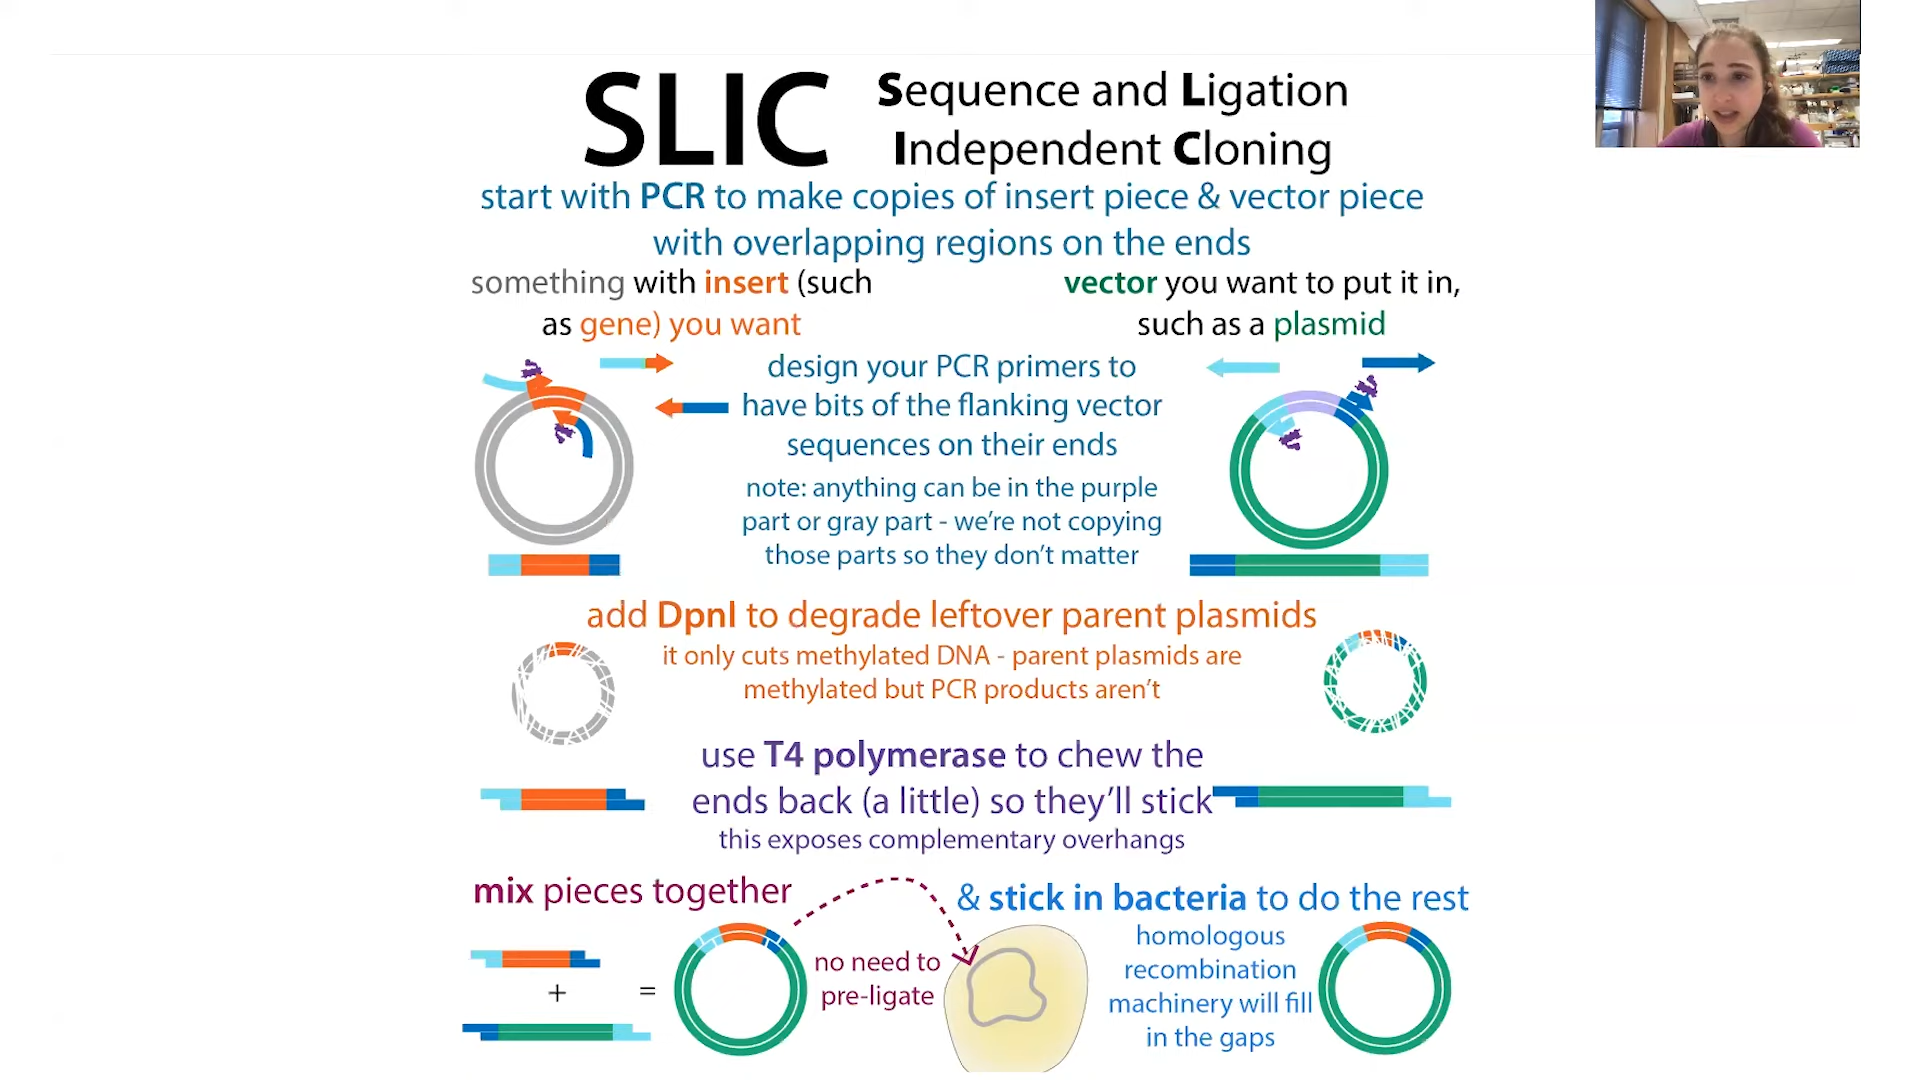 SLIC
Sequence and Ligation
Independent Cloning
start with PCR to make copies of insert piece & vector piece
with overlapping regions on the ends
something with insert (such
as gene) you want
vector you want to put it in,
such as a plasmid
design your PCR primers to
have bits of the flanking vector
sequences on their ends
note: anything can be in the purple
part or gray part - we're not copying
those parts so they don't matter
add DpnI to degrade leftover parent plasmids
it only cuts methylated DNA - parent plasmids are
methylated but PCR products aren't
use T4 polymerase to chew the
ends back (a little) so they'll stick
this exposes complementary overhangs
mix pieces together
+
=
no need to
pre-ligate
& stick in bacteria to do the rest
homologous
recombination
machinery will fill
in the gaps